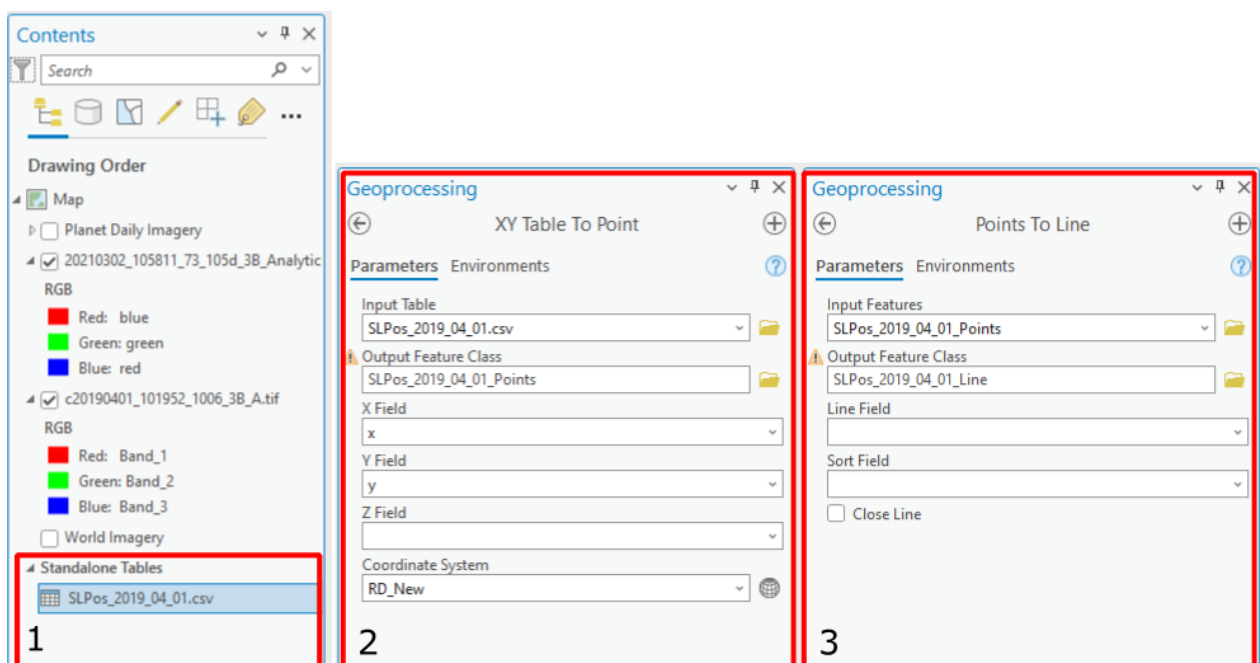 Contents
Search
Drawing Order
Map
Planet Daily Imagery
20210302_105811_73_105d_3B_Analytic
RGB
Red: blue
Green: green
Blue: red
c20190401_101952_1006_3B_A.tif
RGB
Red: Band_1
Green: Band_2
Blue: Band_3
World Imagery
Standalone Tables
SLPos_2019_04_01.csv
1
Geoprocessing
XY Table To Point
Parameters Environments
Input Table
SLPos_2019_04_01.csv
Output Feature Class
SLPos_2019_04_01_Points
X Field
x
Y Field
y
Z Field
Coordinate System
RD_New
2
Geoprocessing
Points To Line
Parameters Environments
Input Features
SLPos_2019_04_01_Points
Output Feature Class
SLPos_2019_04_01_Line
Line Field
Sort Field
Close Line
3